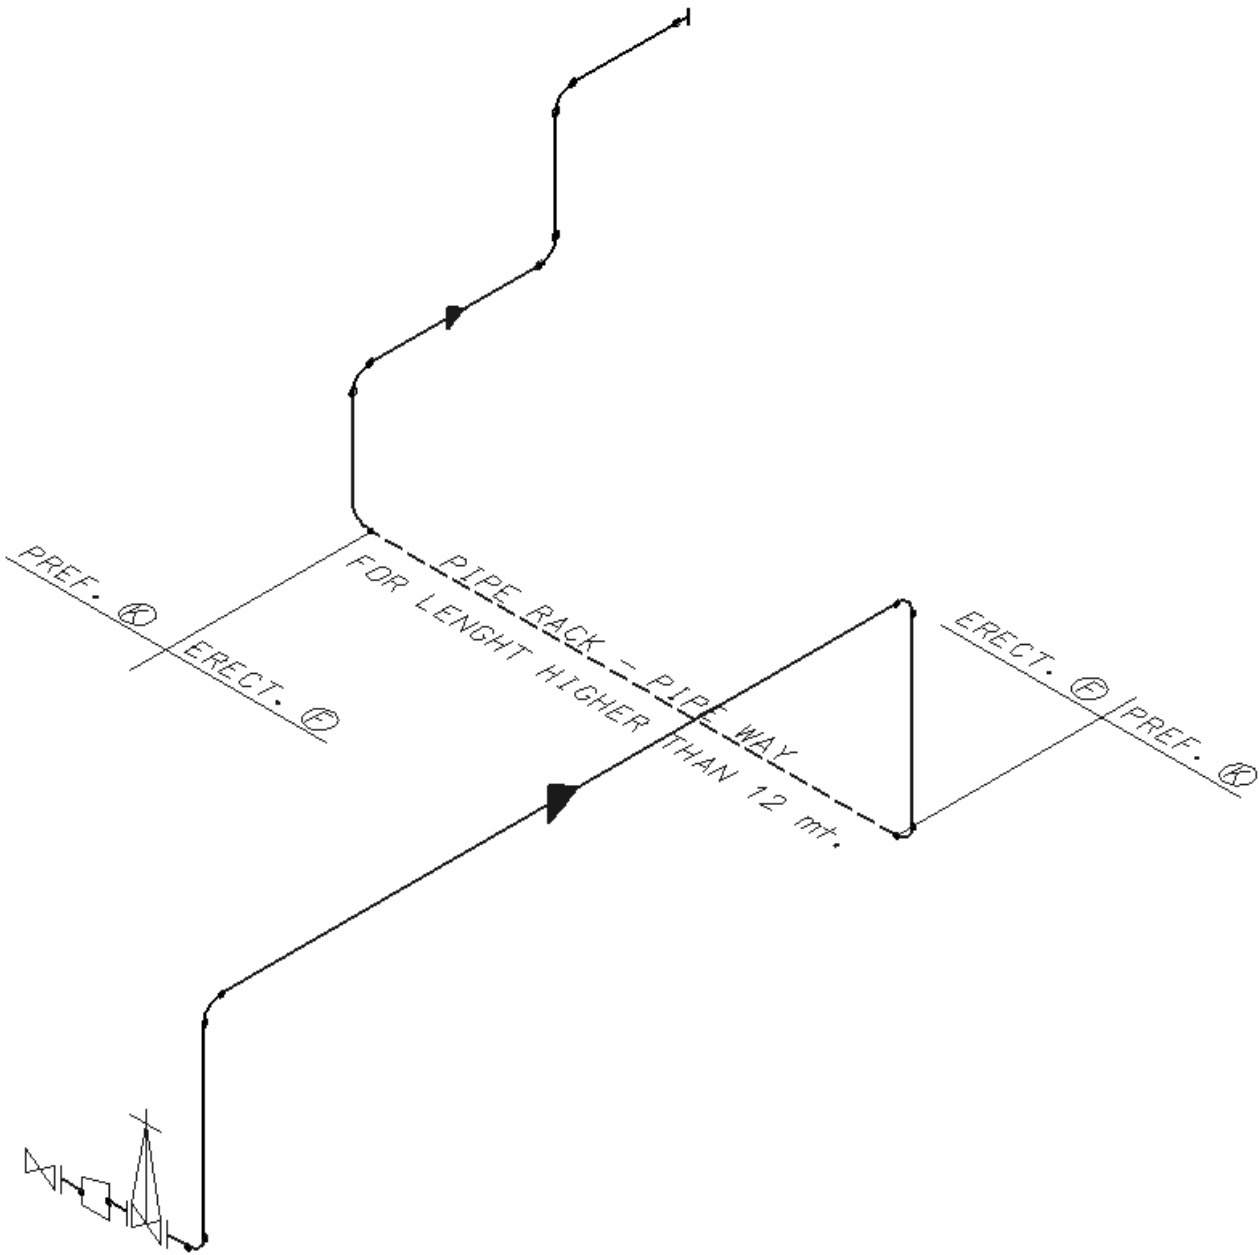 PREF. K
ERECT. F
PIPE RACK - PIPE WAY
FOR LENGHT HIGHER THAN 12 mt.
ERECT. F
PREF. K